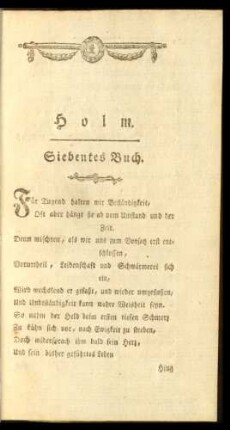 Holm.
Siebentes Buch.
Für Tugend halten wir Beständigkeit,
Oft aber hängt sie ab vom Umstand und der
Zeit.
Denn mischten, als wir uns zum Vorsatz erst ent-
schlossen,
Vorurtheil, Leidenschaft und Schwärmerei sich
ein,
Wird wechselnd er gefaßt, und wieder umgestoßen,
Und Unbeständigkeit kann wahre Weisheit seyn.
So nahm der Held beim ersten tiefen Schmerz
Zu kühn sich vor, nach Ewigkeit zu streben,
Doch widersprach ihm bald sein Herz,
Und sein bisher geführtes Leben